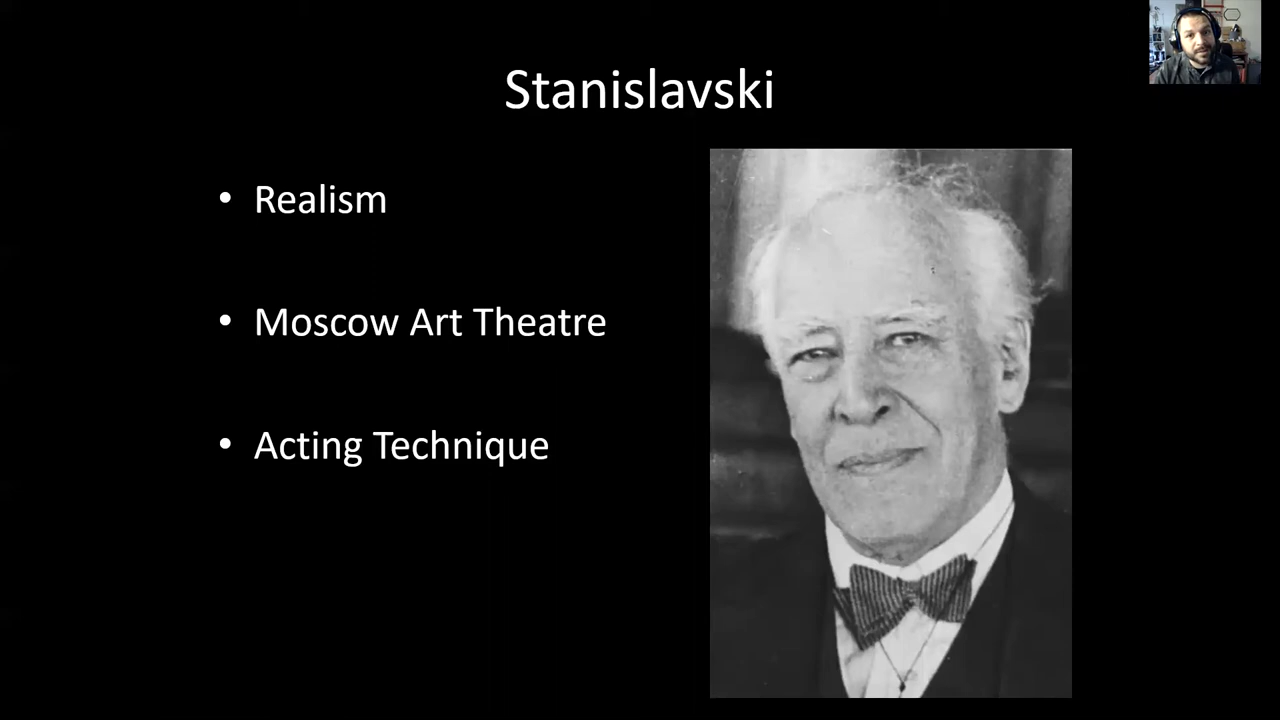 Stanislavski
• Realism
• Moscow Art Theatre
• Acting Technique